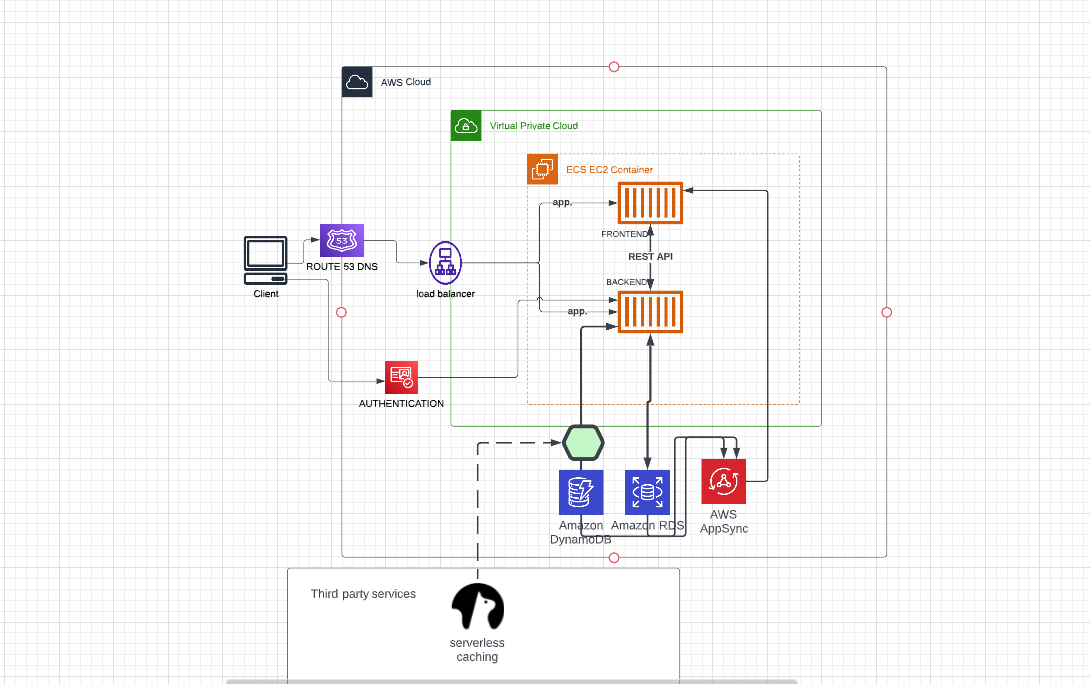 AWS Cloud
Virtual Private Cloud
ECS EC2 Container
app.
FRONTEND
53
ROUTE 53 DNS
REST API
Client
load balancer
BACKEND
app.
AUTHENTICATION
Amazon
DynamoDB
Amazon RDS
AWS
AppSync
Third party services
serverless
caching